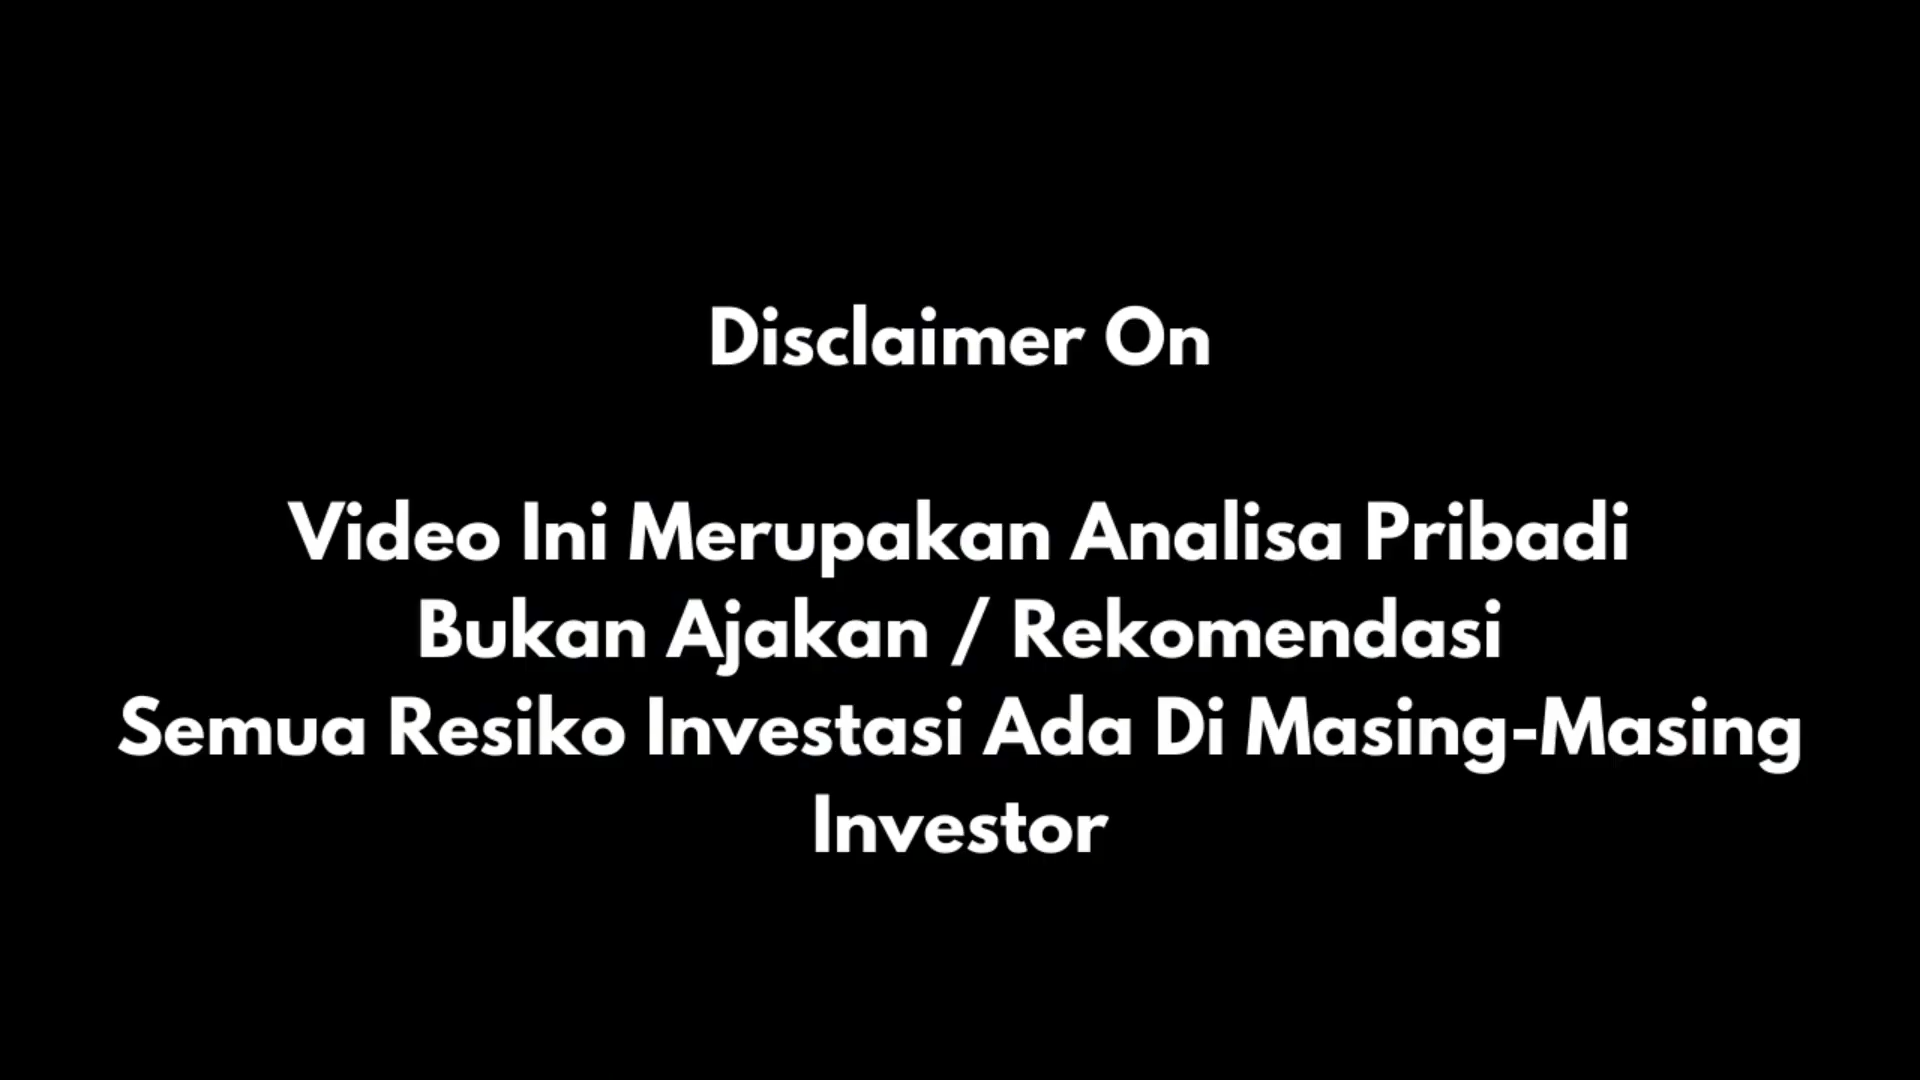 Disclaimer On
Video Ini Merupakan Analisa Pribadi
Bukan Ajakan / Rekomendasi
Semua Resiko Investasi Ada Di Masing-Masing
Investor